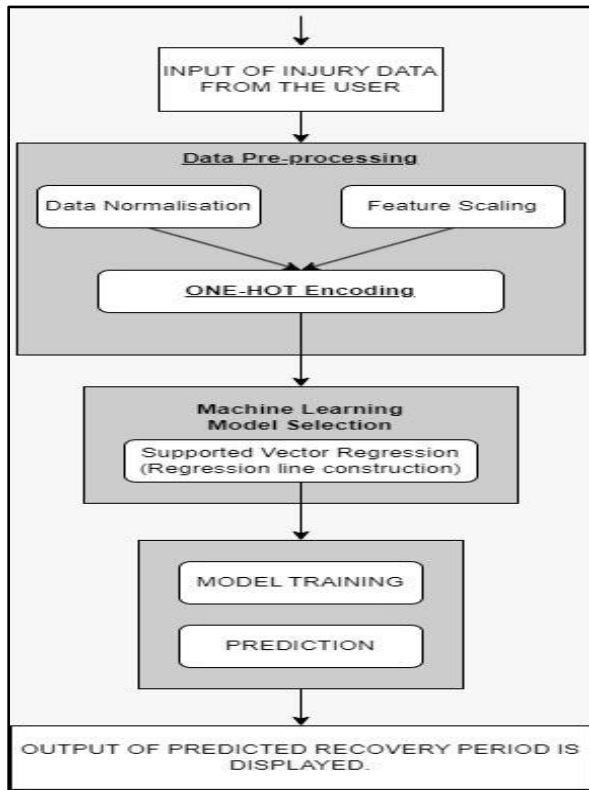 INPUT OF INJURY DATA
FROM THE USER
Data Pre-processing
Data Normalisation
Feature Scaling
ONE-HOT Encoding
Machine Learning
Model Selection
Supported Vector Regression
(Regression line construction)
MODEL TRAINING
PREDICTION
OUTPUT OF PREDICTED RECOVERY PERIOD IS
DISPLAYED.